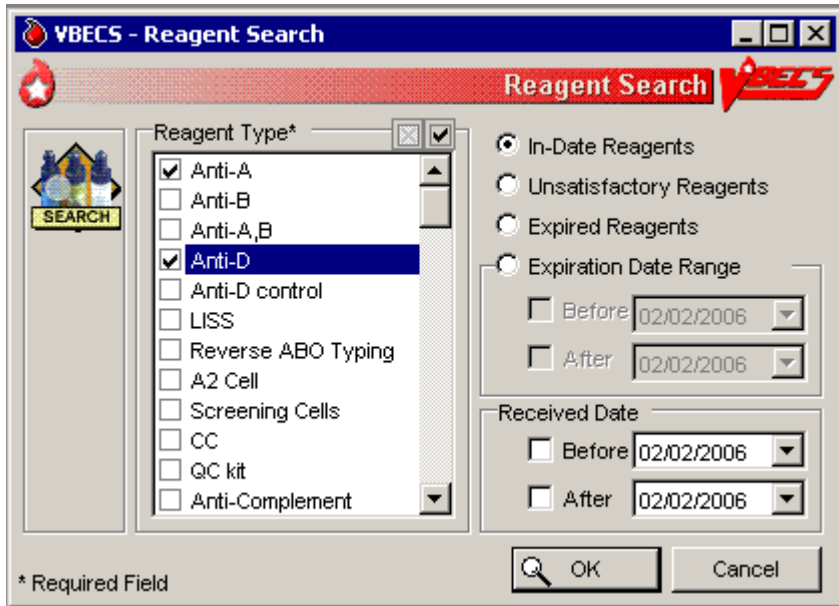 VBECS - Reagent Search
Reagent Search VBECS
SEARCH
Reagent Type*
Anti-A
Anti-B
Anti-A,B
Anti-D
Anti-D control
LISS
Reverse ABO Typing
A2 Cell
Screening Cells
CC
QC kit
Anti-Complement
In-Date Reagents
Unsatisfactory Reagents
Expired Reagents
Expiration Date Range
Before 02/02/2006
After 02/02/2006
Received Date
Before 02/02/2006
After 02/02/2006
* Required Field
OK
Cancel